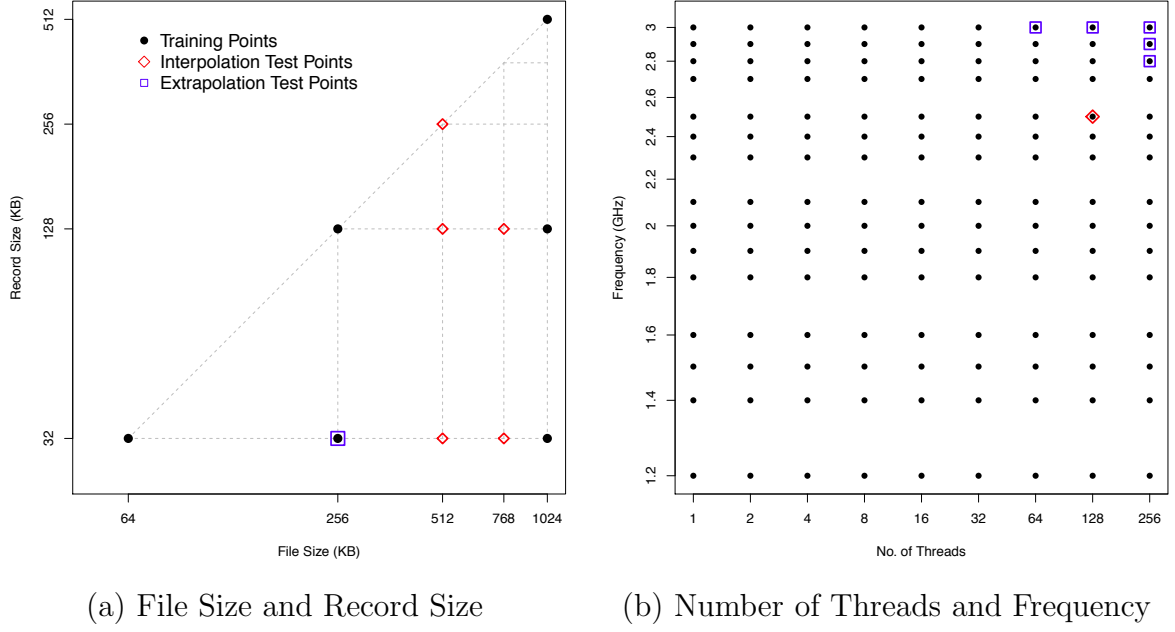 512
256
128
32
Record Size (KB)
Training Points
Interpolation Test Points
Extrapolation Test Points
64 256 512 768 1024
File Size (KB)
3
2.8
2.6
2.4
2.2
2
1.8
1.6
1.4
1.2
Frequency (GHz)
1 2 4 8 16 32 64 128 256
No. of Threads
(a) File Size and Record Size
(b) Number of Threads and Frequency